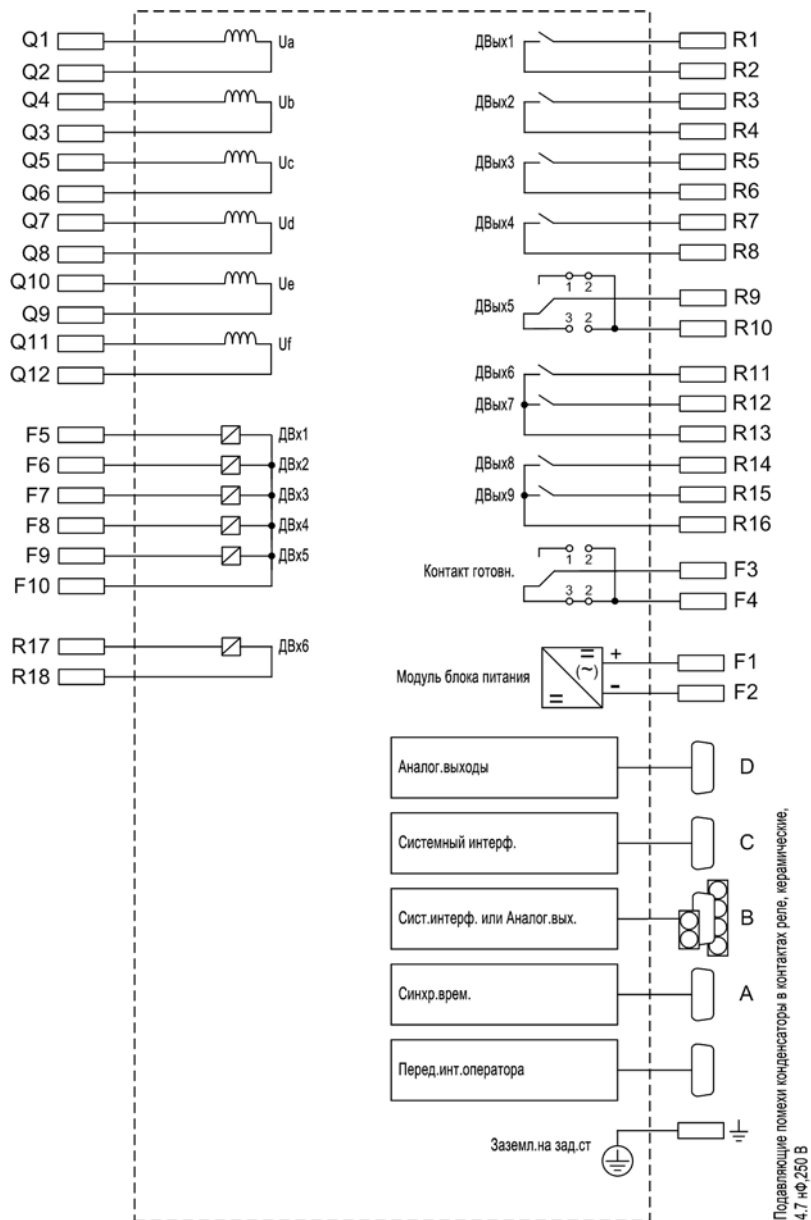 Q1
Ua
Q2
Q4
Ub
Q3
Q5
Uc
Q6
Q7
Ud
Q8
Q10
Ue
Q9
Q11
Uf
Q12
F5
ДВх1
F6
ДВх2
F7
ДВх3
F8
ДВх4
F9
ДВх5
F10
R17
ДВх6
R18
ДВых1
R1
R2
ДВых2
R3
R4
ДВых3
R5
R6
ДВых4
R7
R8
ДВых5
1 2
3 2
R9
R10
ДВых6
R11
ДВых7
R12
R13
ДВых8
R14
ДВых9
R15
R16
Контакт готовн.
1 2
3 2
F3
F4
Модуль блока питания
=
(~)
=
+
-
F1
F2
Аналог.выходы
D
Системный интерф.
C
Сист.интерф. или Аналог.вых.
B
Синхр.врем.
A
Перед.инт.оператора
Заземл.на зад.ст
Подавляющие помехи конденсаторы в контактах реле, керамические,
4,7 нФ,250 В